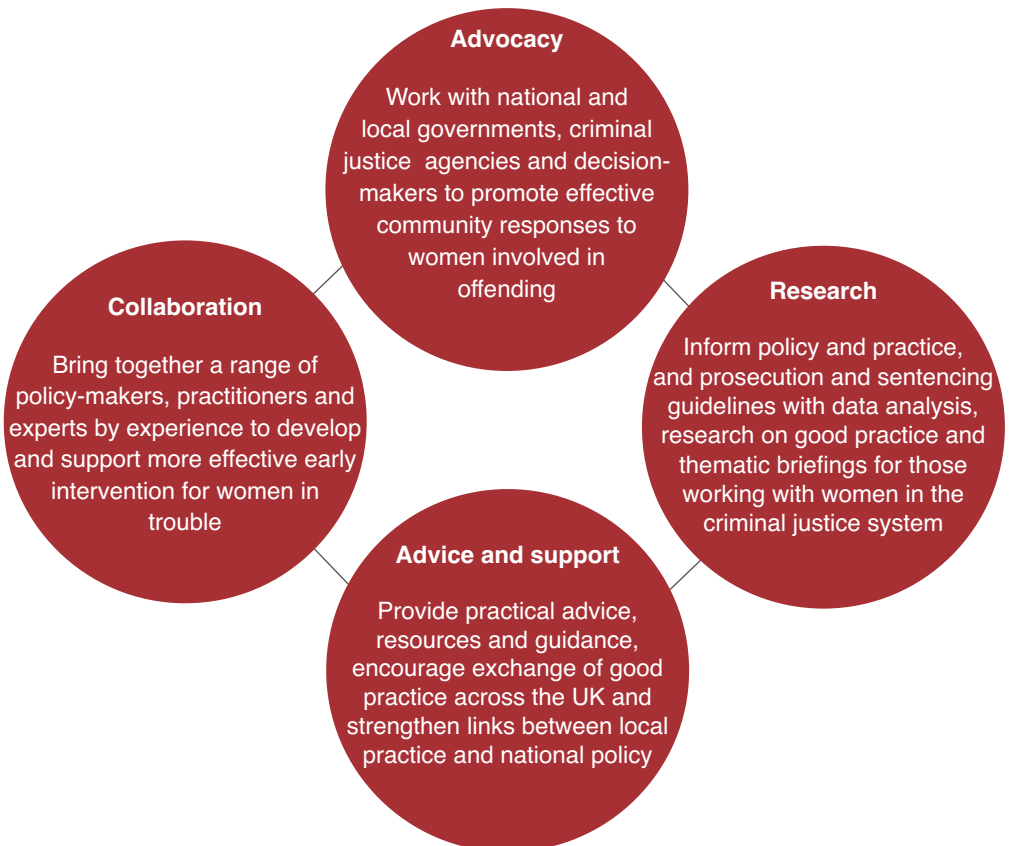 Advocacy
Work with national and
local governments, criminal
justice agencies and decision-
makers to promote effective
community responses to
women involved in
offending
Collaboration
Bring together a range of
policy-makers, practitioners and
experts by experience to develop
and support more effective early
intervention for women in
trouble
Research
Inform policy and practice,
and prosecution and sentencing
guidelines with data analysis,
research on good practice and
thematic briefings for those
working with women in the
criminal justice system
Advice and support
Provide practical advice,
resources and guidance,
encourage exchange of good
practice across the UK and
strengthen links between local
practice and national policy